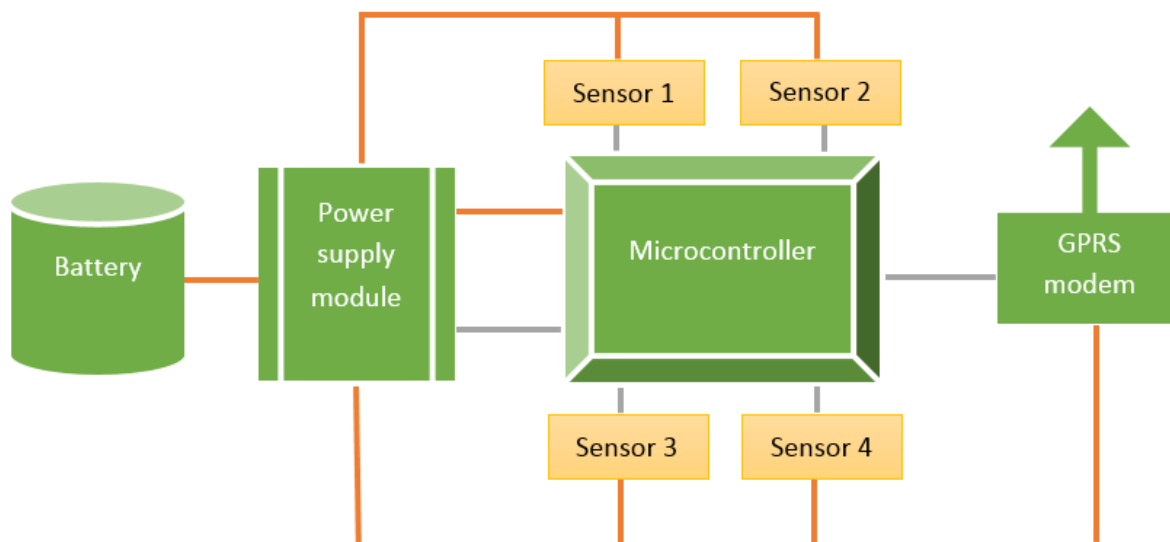 Sensor 1
Sensor 2
Battery
Power
supply
module
Microcontroller
GPRS
modem
Sensor 3
Sensor 4